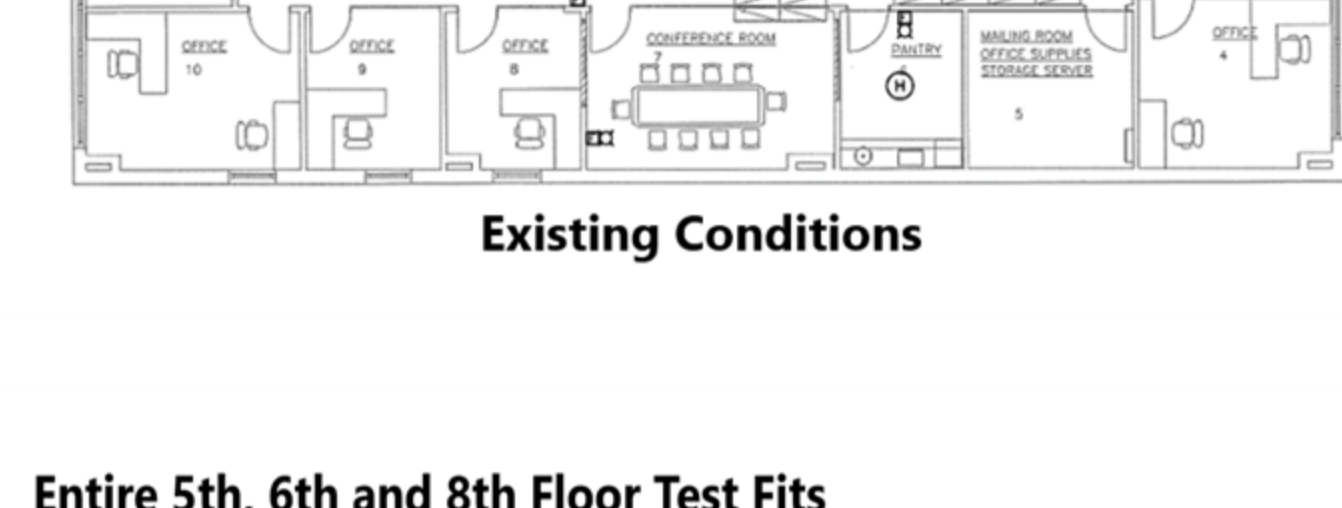 OFFICE
10
OFFICE
9
OFFICE
8
CONFERENCE ROOM
7
PANTRY
H
MAILING ROOM
OFFICE SUPPLIES
STORAGE SERVER
5
OFFICE
4
Existing Conditions
Entire 5th, 6th and 8th Floor Test Fits